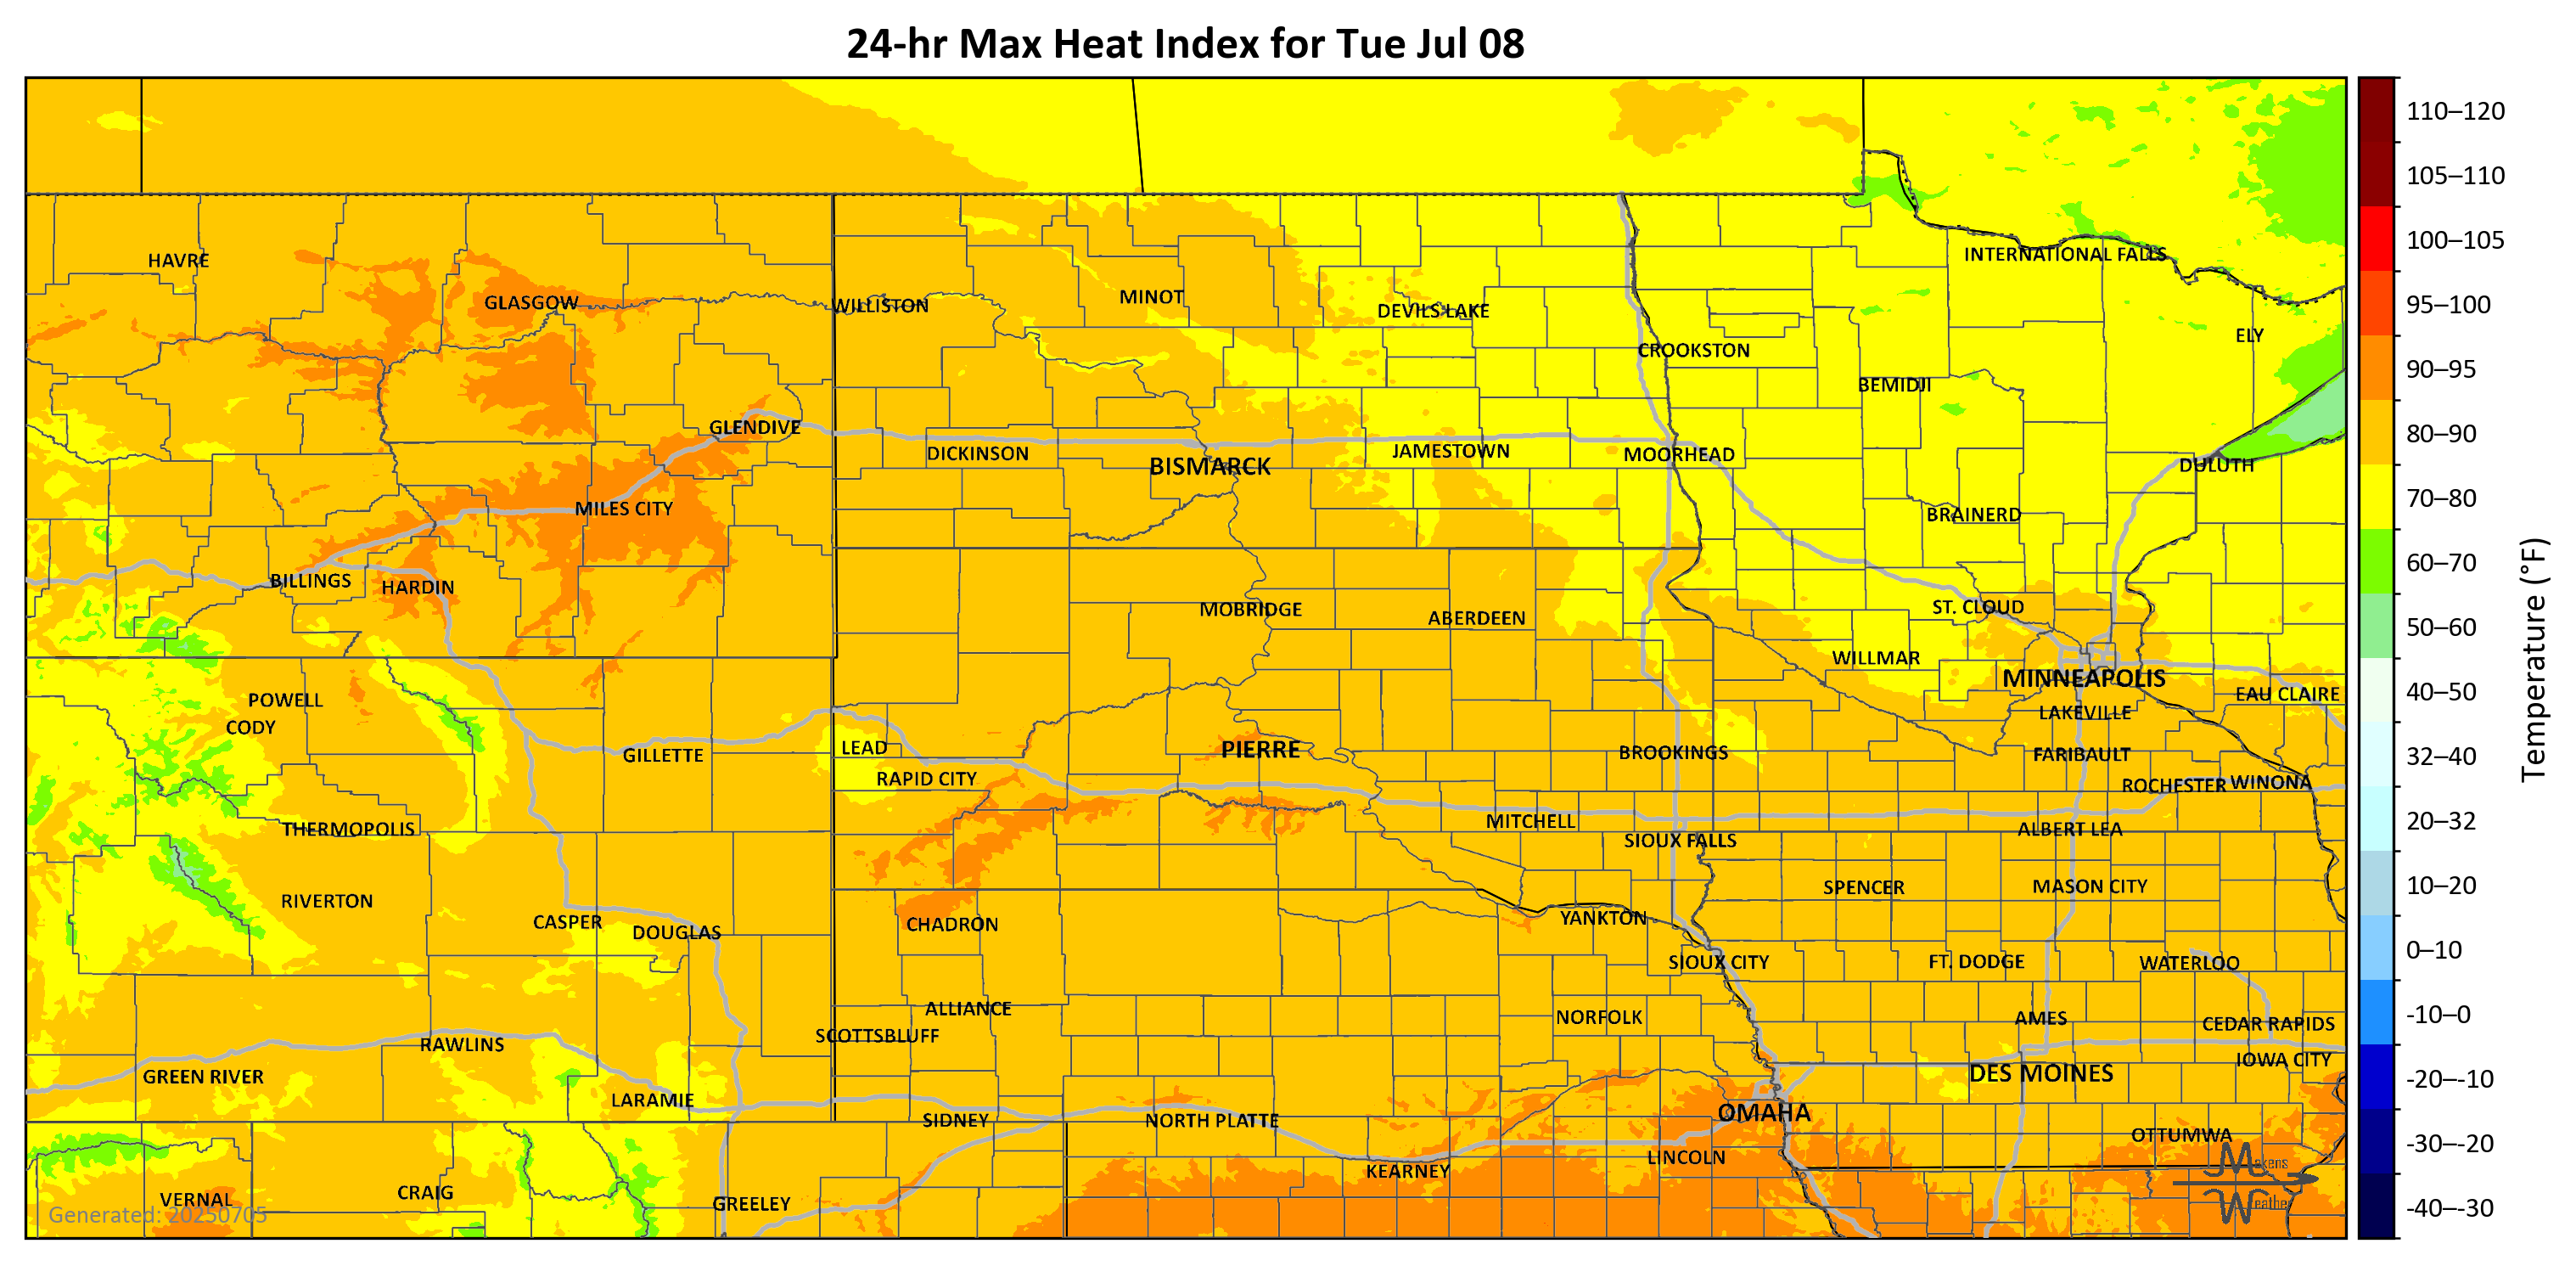 24-hr Max Heat Index for Tue Jul 08
110–120
105–110
HAVRE
INTERNATIONAL FALLS
100–105
GLASGOW
WILLISTON
MINOT
DEVILS LAKE
95–100
ELY
CROOKSTON
90–95
BEMIDJI
GLENDIVE
80–90
DICKINSON
BISMARCK
JAMESTOWN
MOORHEAD
DULUTH
MILES CITY
BRAINERD
70–80
BILLINGS
HARDIN
60–70
MOBRIDGE
ABERDEEN
ST. CLOUD
50–60
WILLMAR
MINNEAPOLIS
EAU CLAIRE
40–50
POWELL
CODY
LAKEVILLE
GILLETTE
LEAD
PIERRE
BROOKINGS
FARIBAULT
32–40
RAPID CITY
ROCHESTER
WINONA
Temperature (°F)
THERMOPOLIS
MITCHELL
SIOUX FALLS
ALBERT LEA
20–32
RIVERTON
SPENCER
MASON CITY
10–20
CASPER
DOUGLAS
CHADRON
YANKTON
SIOUX CITY
FT. DODGE
WATERLOO
0–10
ALLIANCE
NORFOLK
AMES
CEDAR RAPIDS
-10–0
SCOTTSBLUFF
RAWLINS
IOWA CITY
GREEN RIVER
DES MOINES
-20–-10
LARAMIE
SIDNEY
NORTH PLATTE
OMAHA
OTTUMWA
-30–-20
KEARNEY
LINCOLN
Makens
Weather
VERNAL
CRAIG
GREELEY
-40–-30
Generated: 20250705